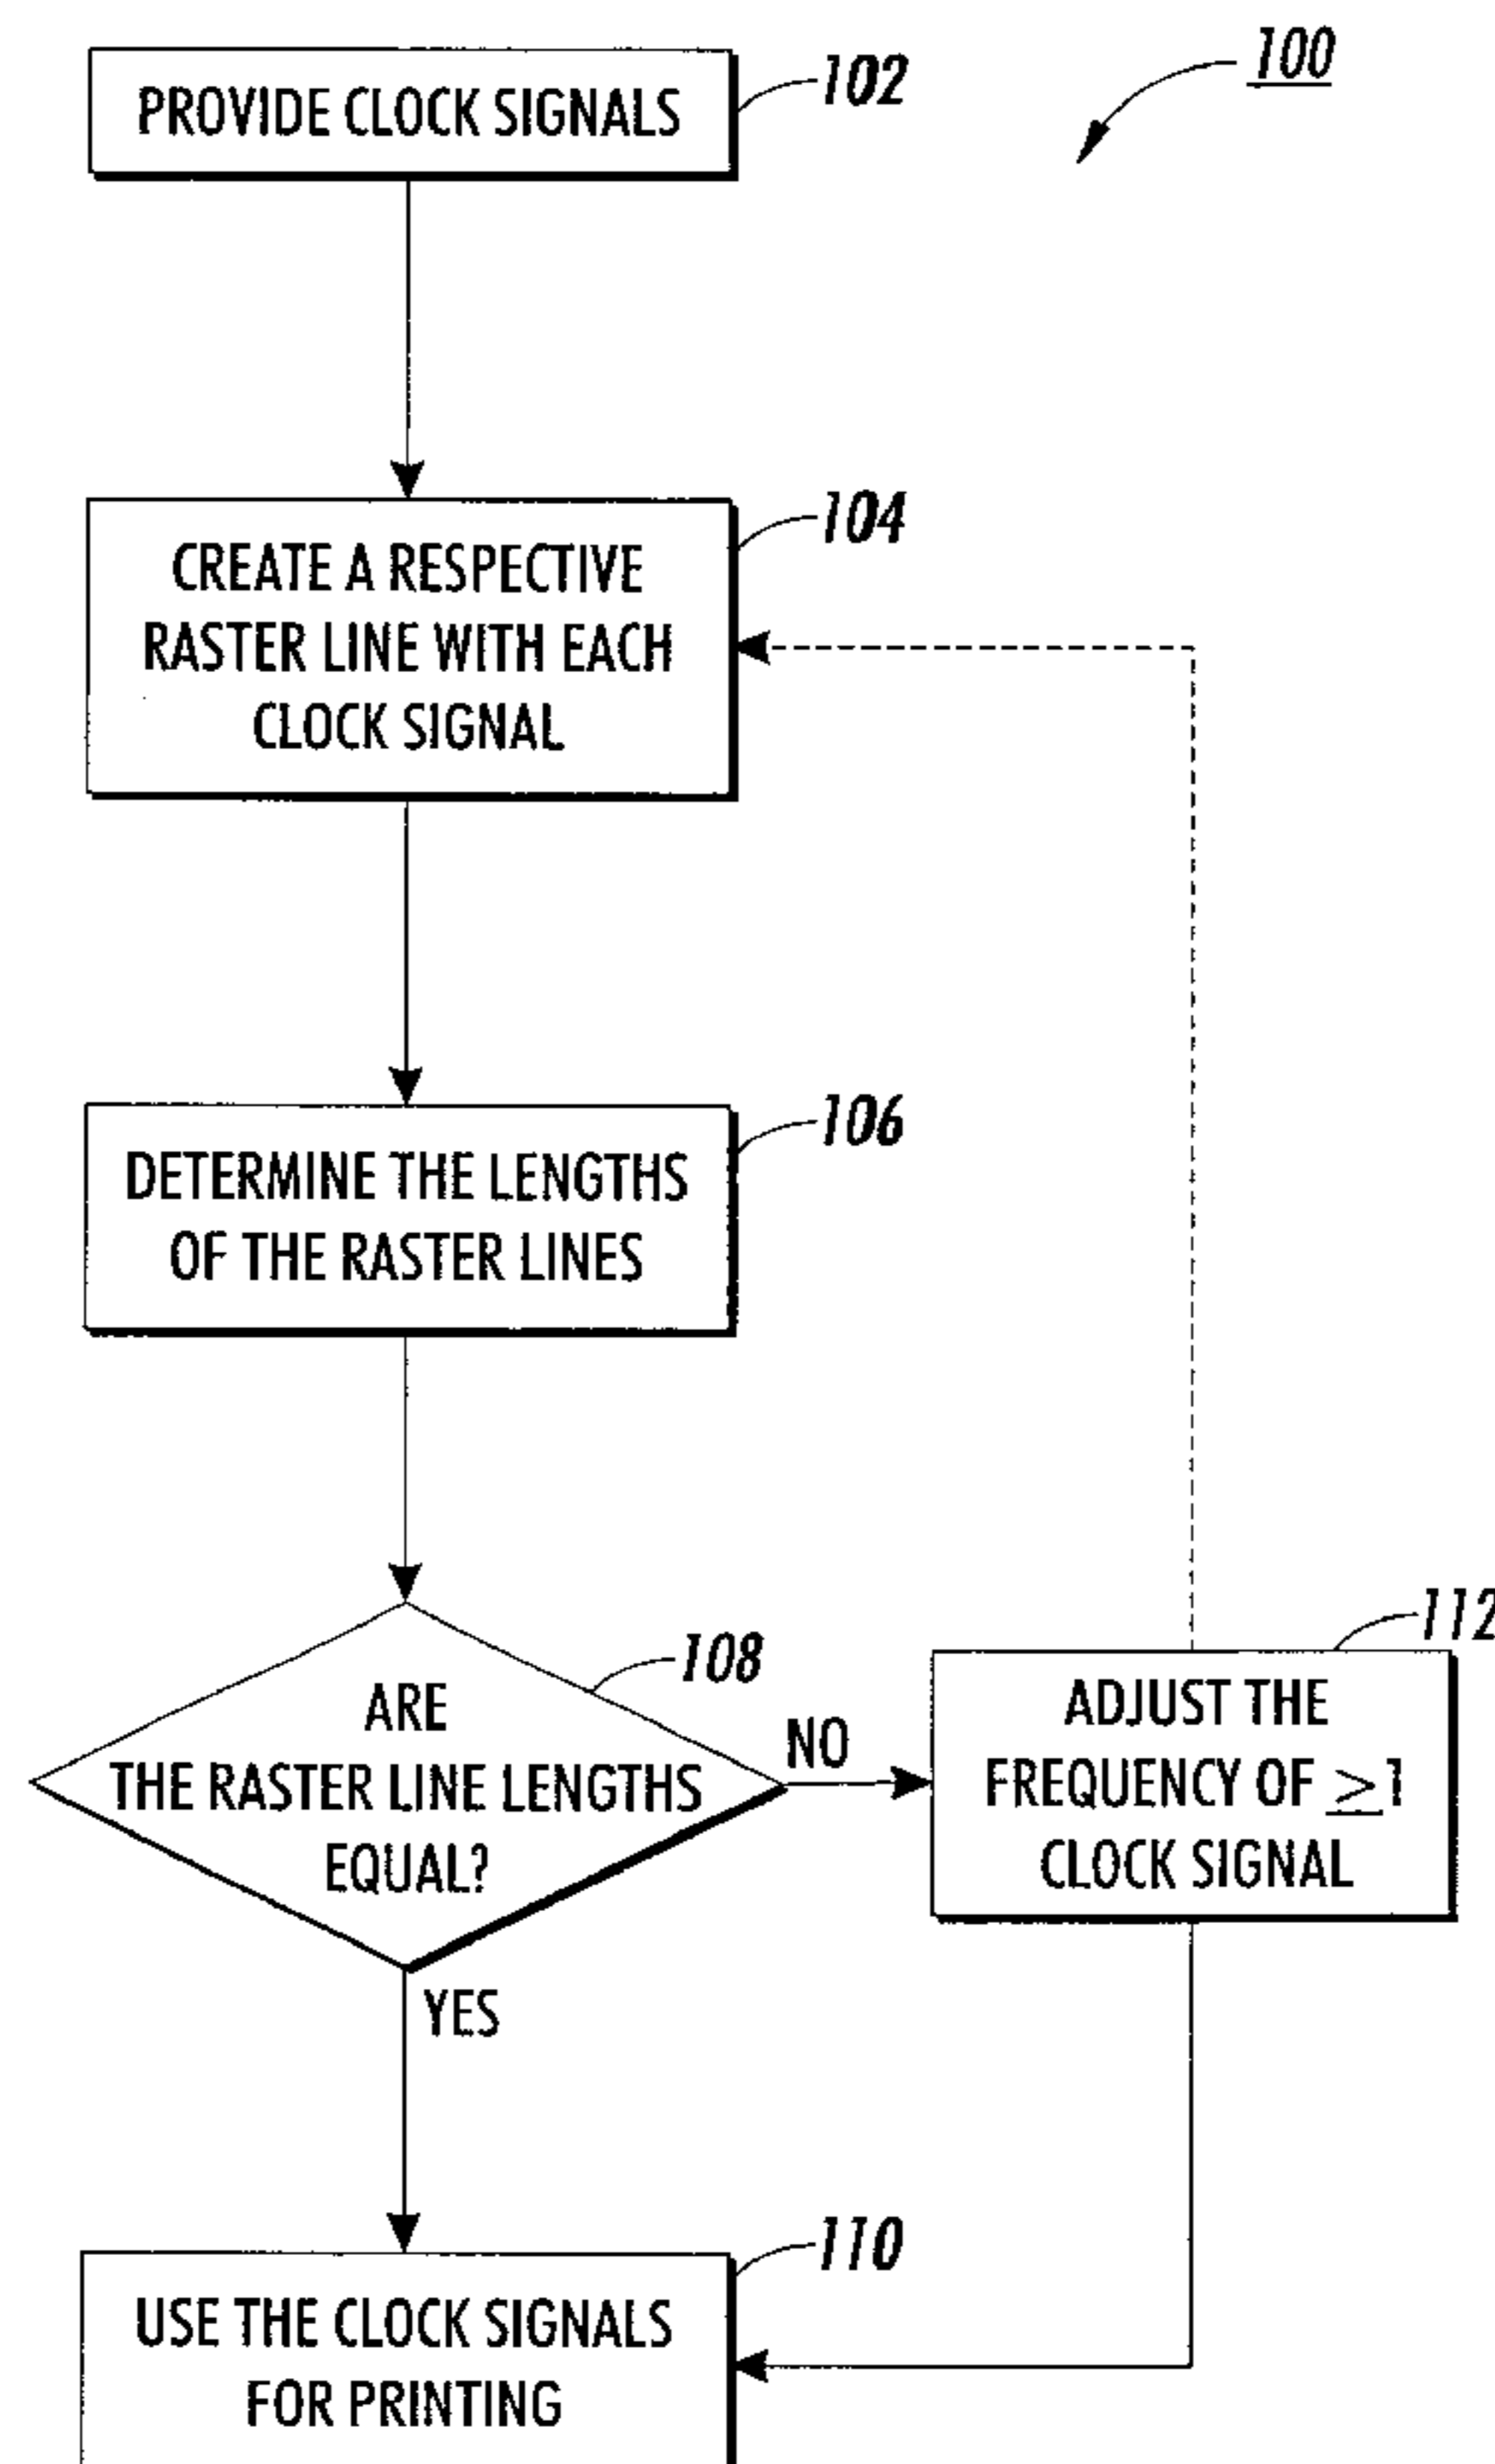 100
102
PROVIDE CLOCK SIGNALS
104
CREATE A RESPECTIVE
RASTER LINE WITH EACH
CLOCK SIGNAL
106
DETERMINE THE LENGTHS
OF THE RASTER LINES
108
ARE
THE RASTER LINE LENGTHS
EQUAL?
NO
112
ADJUST THE
FREQUENCY OF ≥1
CLOCK SIGNAL
YES
110
USE THE CLOCK SIGNALS
FOR PRINTING